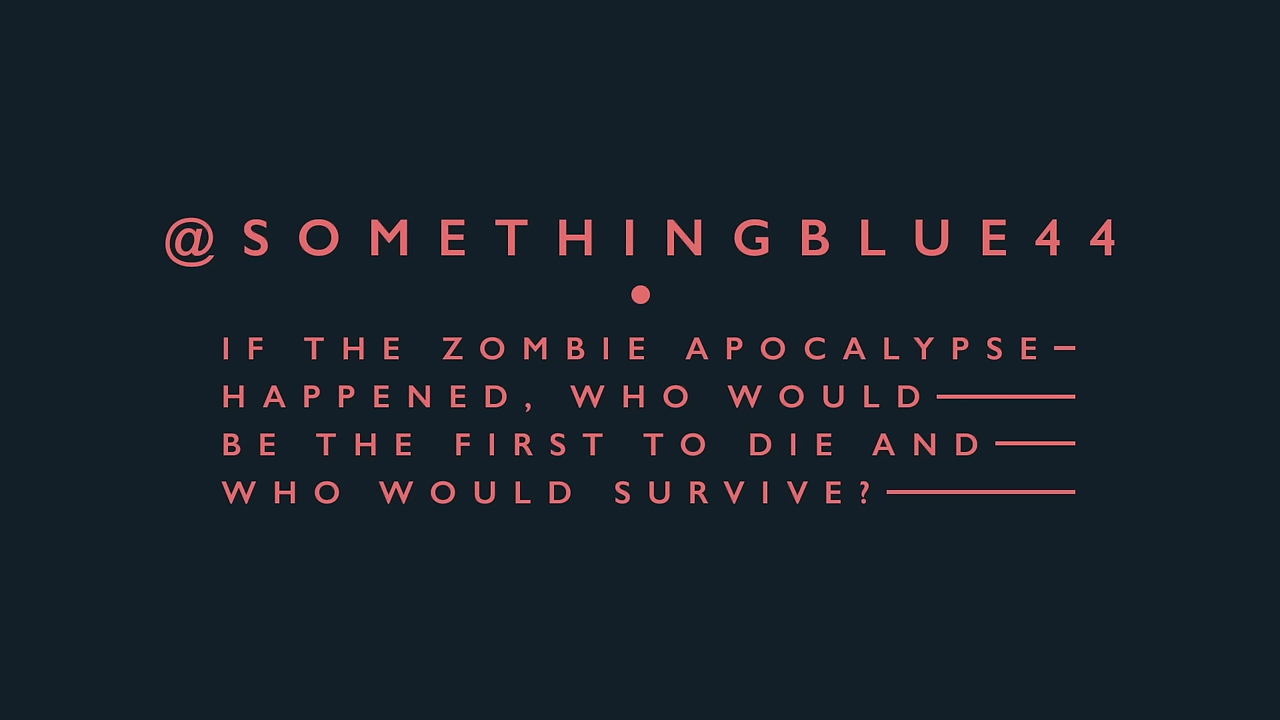 @SOMETHINGBLUE44
IF THE ZOMBIE APOCALYPSE
HAPPENED, WHO WOULD
BE THE FIRST TO DIE AND
WHO WOULD SURVIVE?